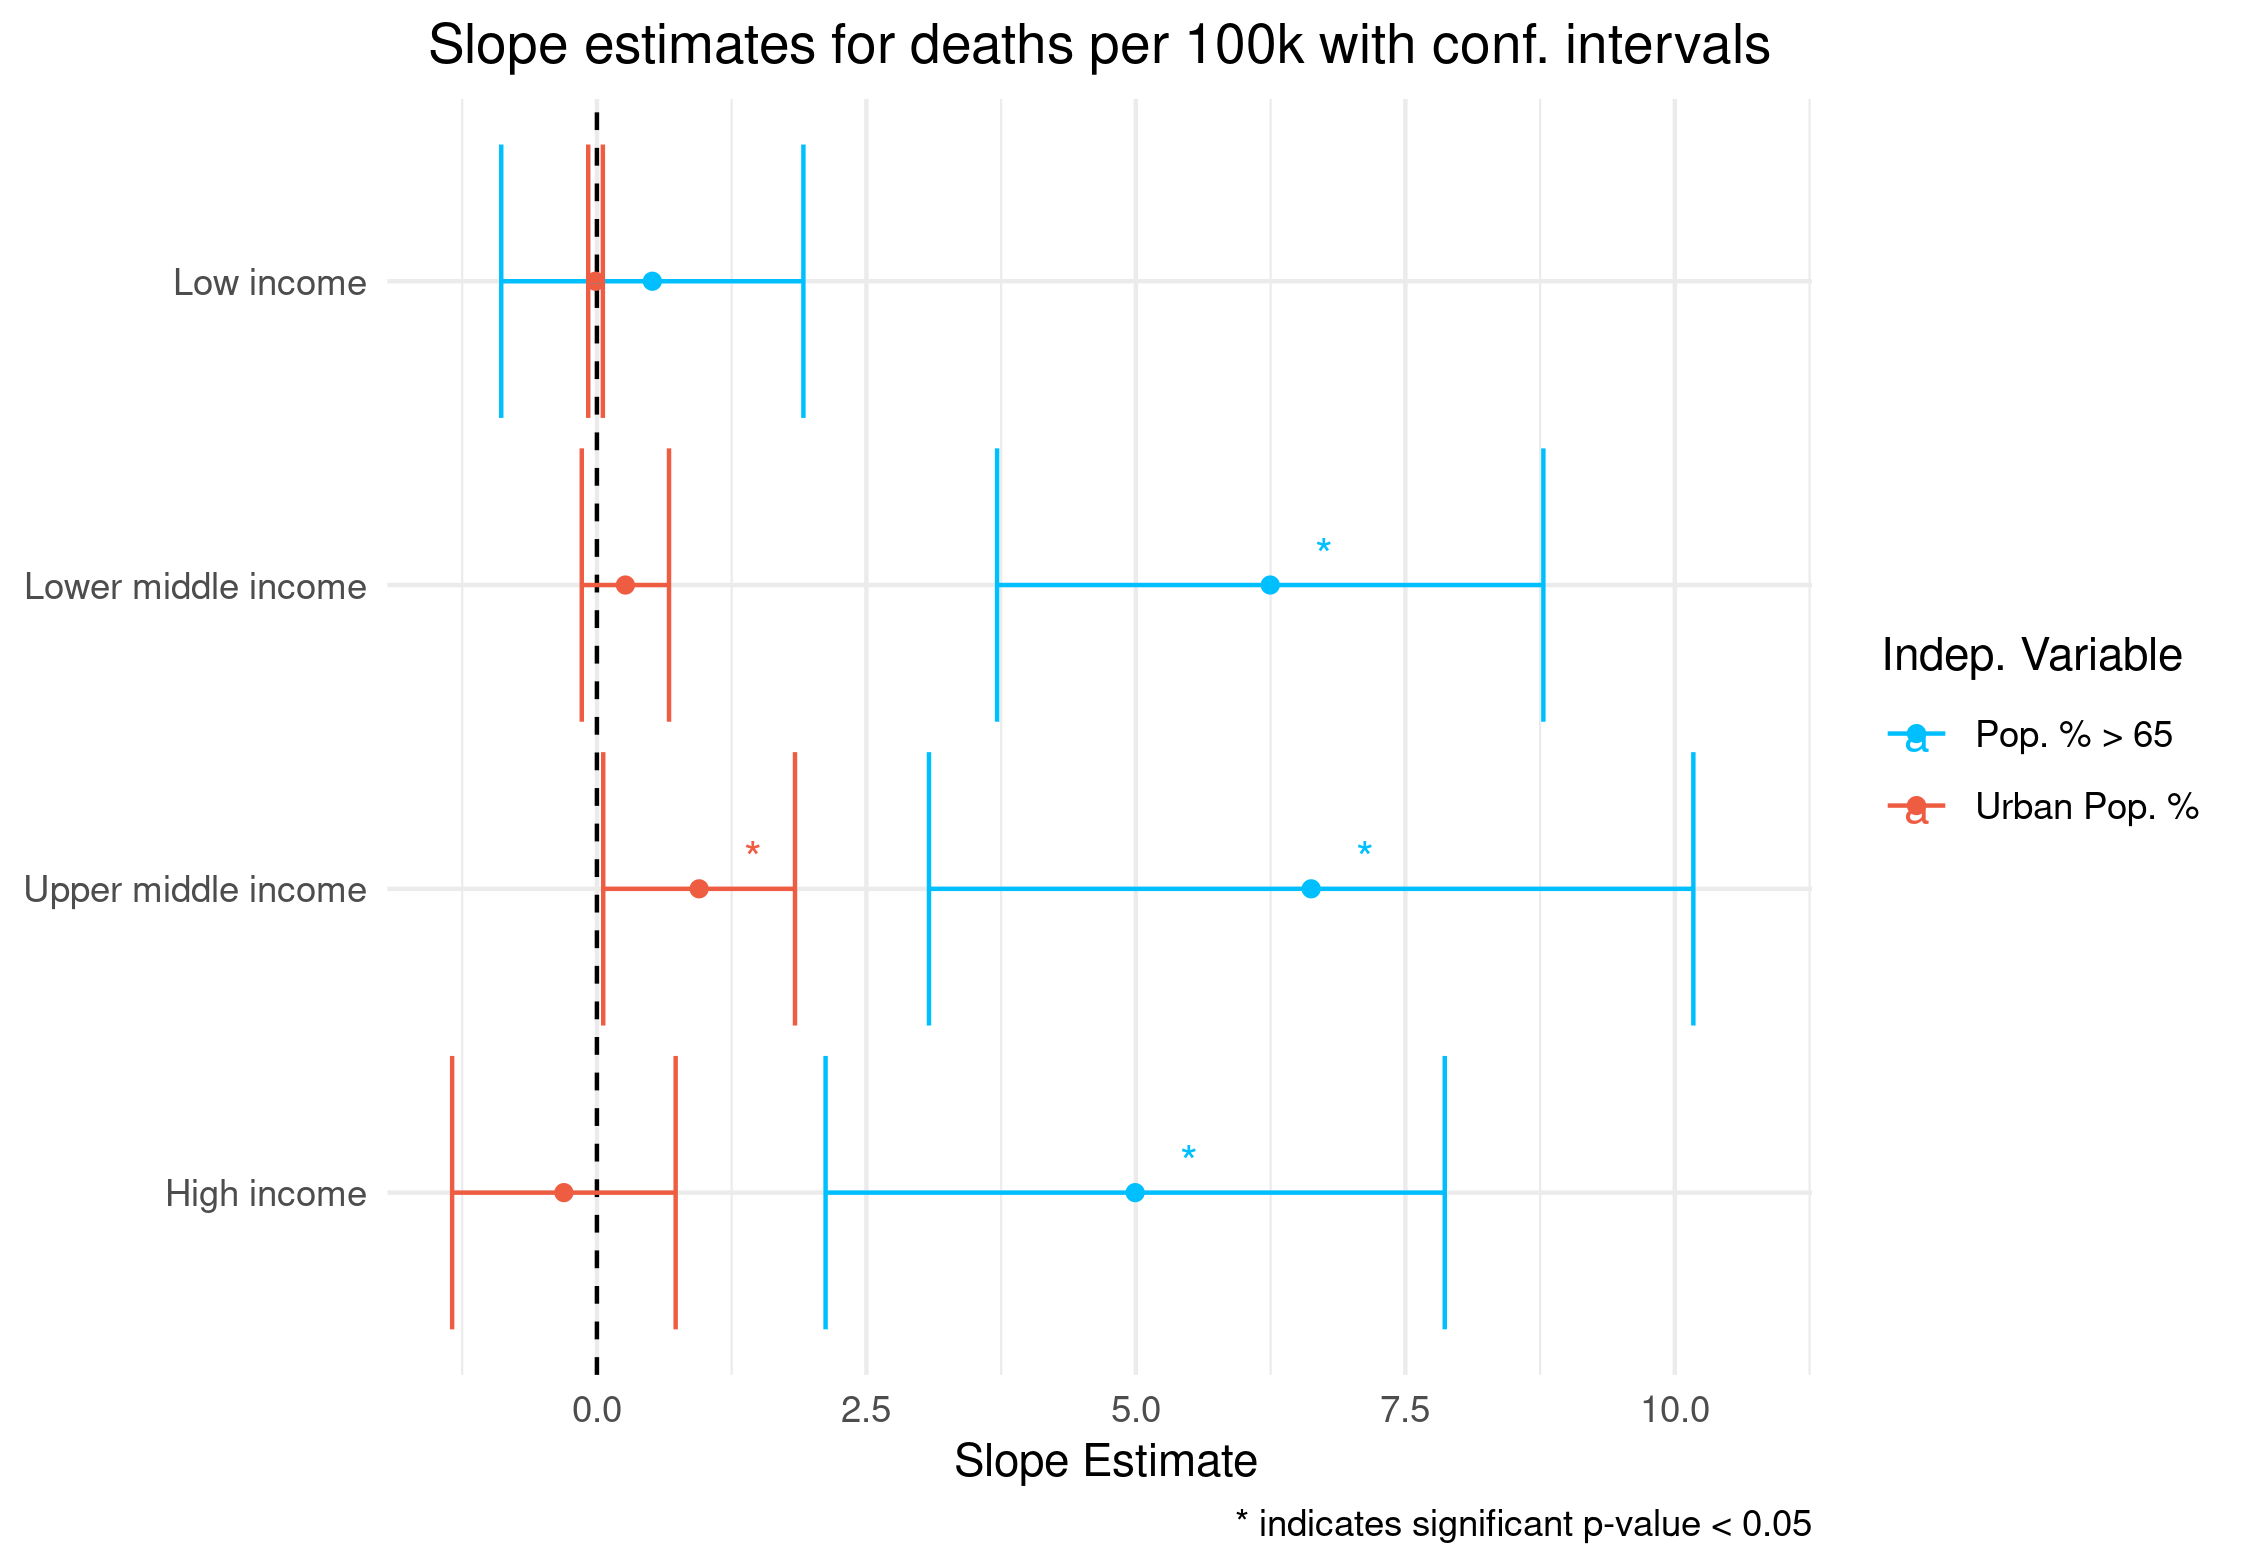 Slope estimates for deaths per 100k with conf. intervals
Low income
Lower middle income
*
Upper middle income
*
*
High income
*
0.0
2.5
5.0
7.5
10.0
Slope Estimate
* indicates significant p-value < 0.05
Indep. Variable
a Pop. % > 65
a Urban Pop. %